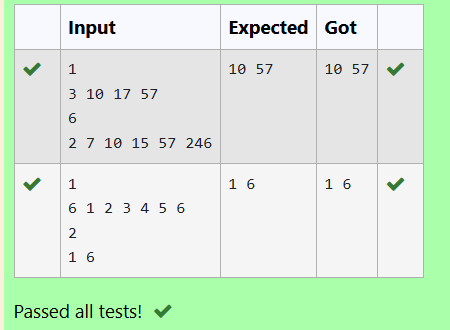 Input Expected Got
1 10 57 10 57
3 10 17 57
6
2 7 10 15 57 246
1 1 6 1 6
6 1 2 3 4 5 6
2
1 6
Passed all tests!